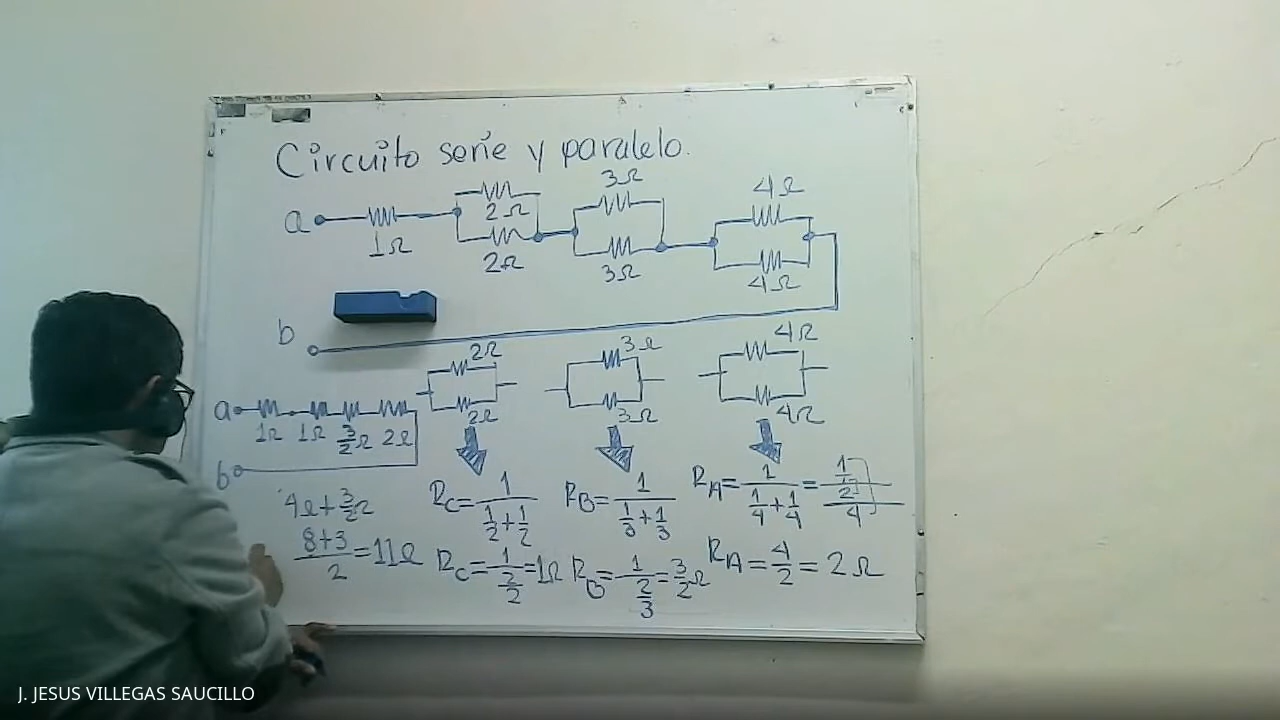 Circuito serie y paralelo.
a
1Ω
2Ω
2Ω
3Ω
3Ω
4Ω
4Ω
b
a
1Ω 1Ω 3/2Ω 2Ω
b
2Ω
2Ω
3Ω
3Ω
4Ω
4Ω
4Ω+3/2Ω
8+3/2=11Ω
Rc=1/(1/2+1/2)
Rc=1/(2/2)=1Ω
RB=1/(1/3+1/3)
RB=1/(2/3)=3/2Ω
RA=1/(1/4+1/4)=(1/2)/4
RA=4/2=2Ω
J. JESUS VILLEGAS SAUCILLO